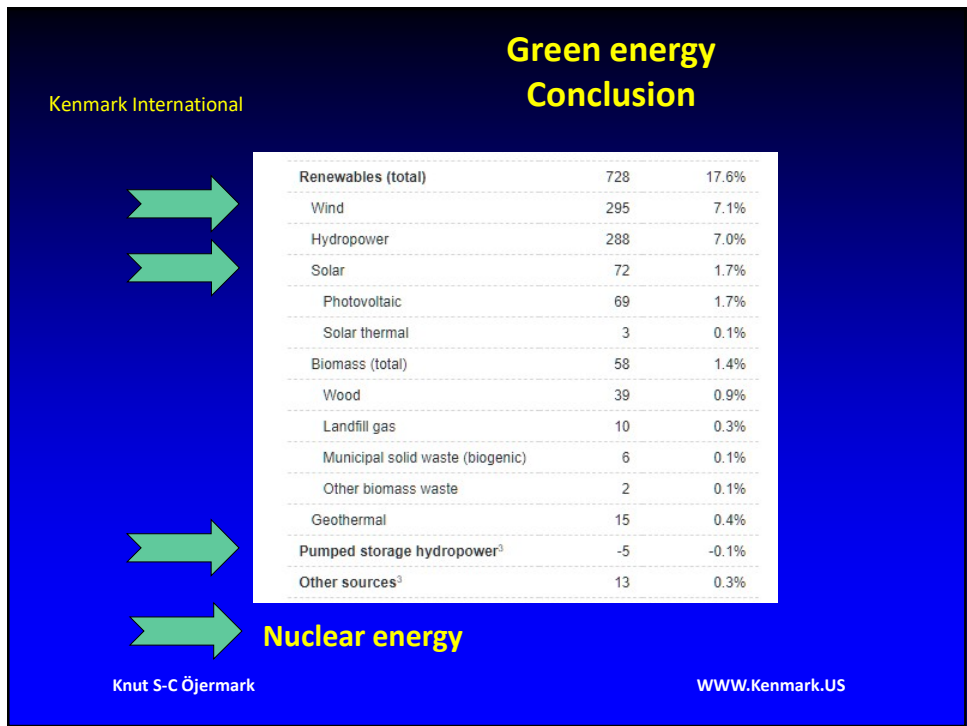 Green energy
Conclusion
Kenmark International
Renewables (total) 728 17.6%
Wind 295 7.1%
Hydropower 288 7.0%
Solar 72 1.7%
Photovoltaic 69 1.7%
Solar thermal 3 0.1%
Biomass (total) 58 1.4%
Wood 39 0.9%
Landfill gas 10 0.3%
Municipal solid waste (biogenic) 6 0.1%
Other biomass waste 2 0.1%
Geothermal 15 0.4%
Pumped storage hydropower³ -5 -0.1%
Other sources³ 13 0.3%
Nuclear energy
Knut S-C Öjermark WWW.Kenmark.US